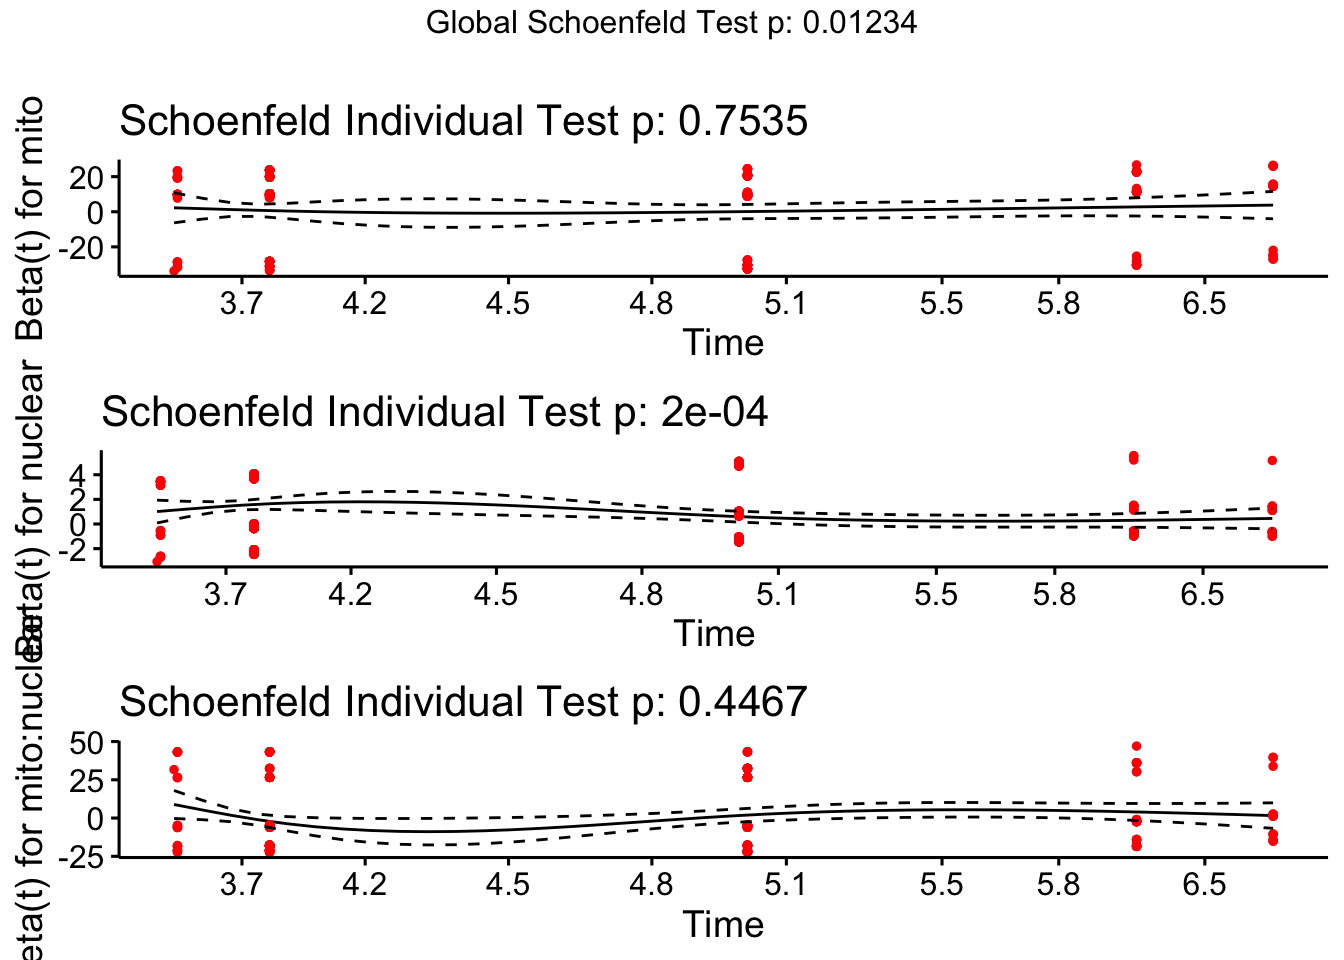 Global Schoenfeld Test p: 0.01234
Schoenfeld Individual Test p: 0.7535
Beta(t) for mito
20
0
-20
3.7 4.2 4.5 4.8 5.1 5.5 5.8 6.5
Time
Schoenfeld Individual Test p: 2e-04
Beta(t) for nuclear
4
2
0
-2
3.7 4.2 4.5 4.8 5.1 5.5 5.8 6.5
Time
Schoenfeld Individual Test p: 0.4467
eta(t) for mito:nuclear
50
25
0
-25
3.7 4.2 4.5 4.8 5.1 5.5 5.8 6.5
Time